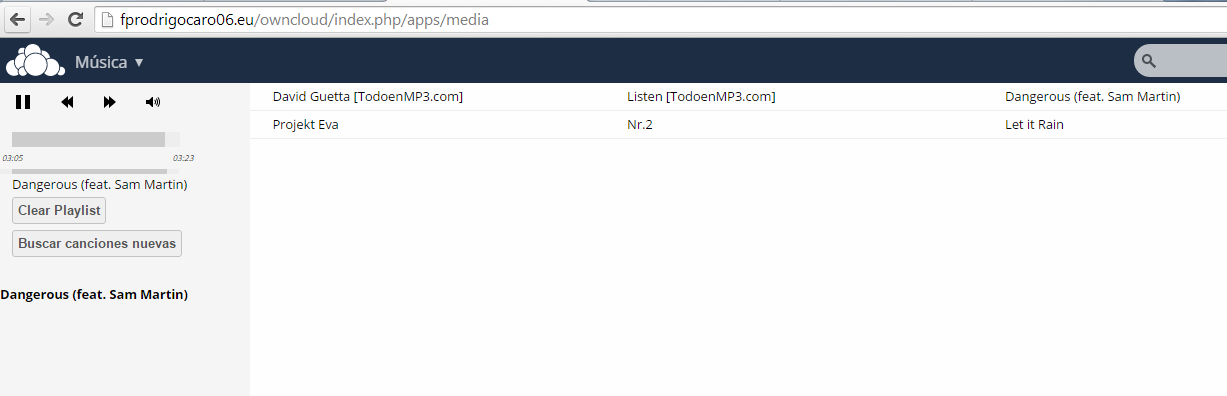 fprodrigocaro06.eu/owncloud/index.php/apps/media
Música ▼
David Guetta [TodoenMP3.com] Listen [TodoenMP3.com] Dangerous (feat. Sam Martin)
Projekt Eva Nr.2 Let it Rain
03:05 03:23
Dangerous (feat. Sam Martin)
Clear Playlist
Buscar canciones nuevas
Dangerous (feat. Sam Martin)